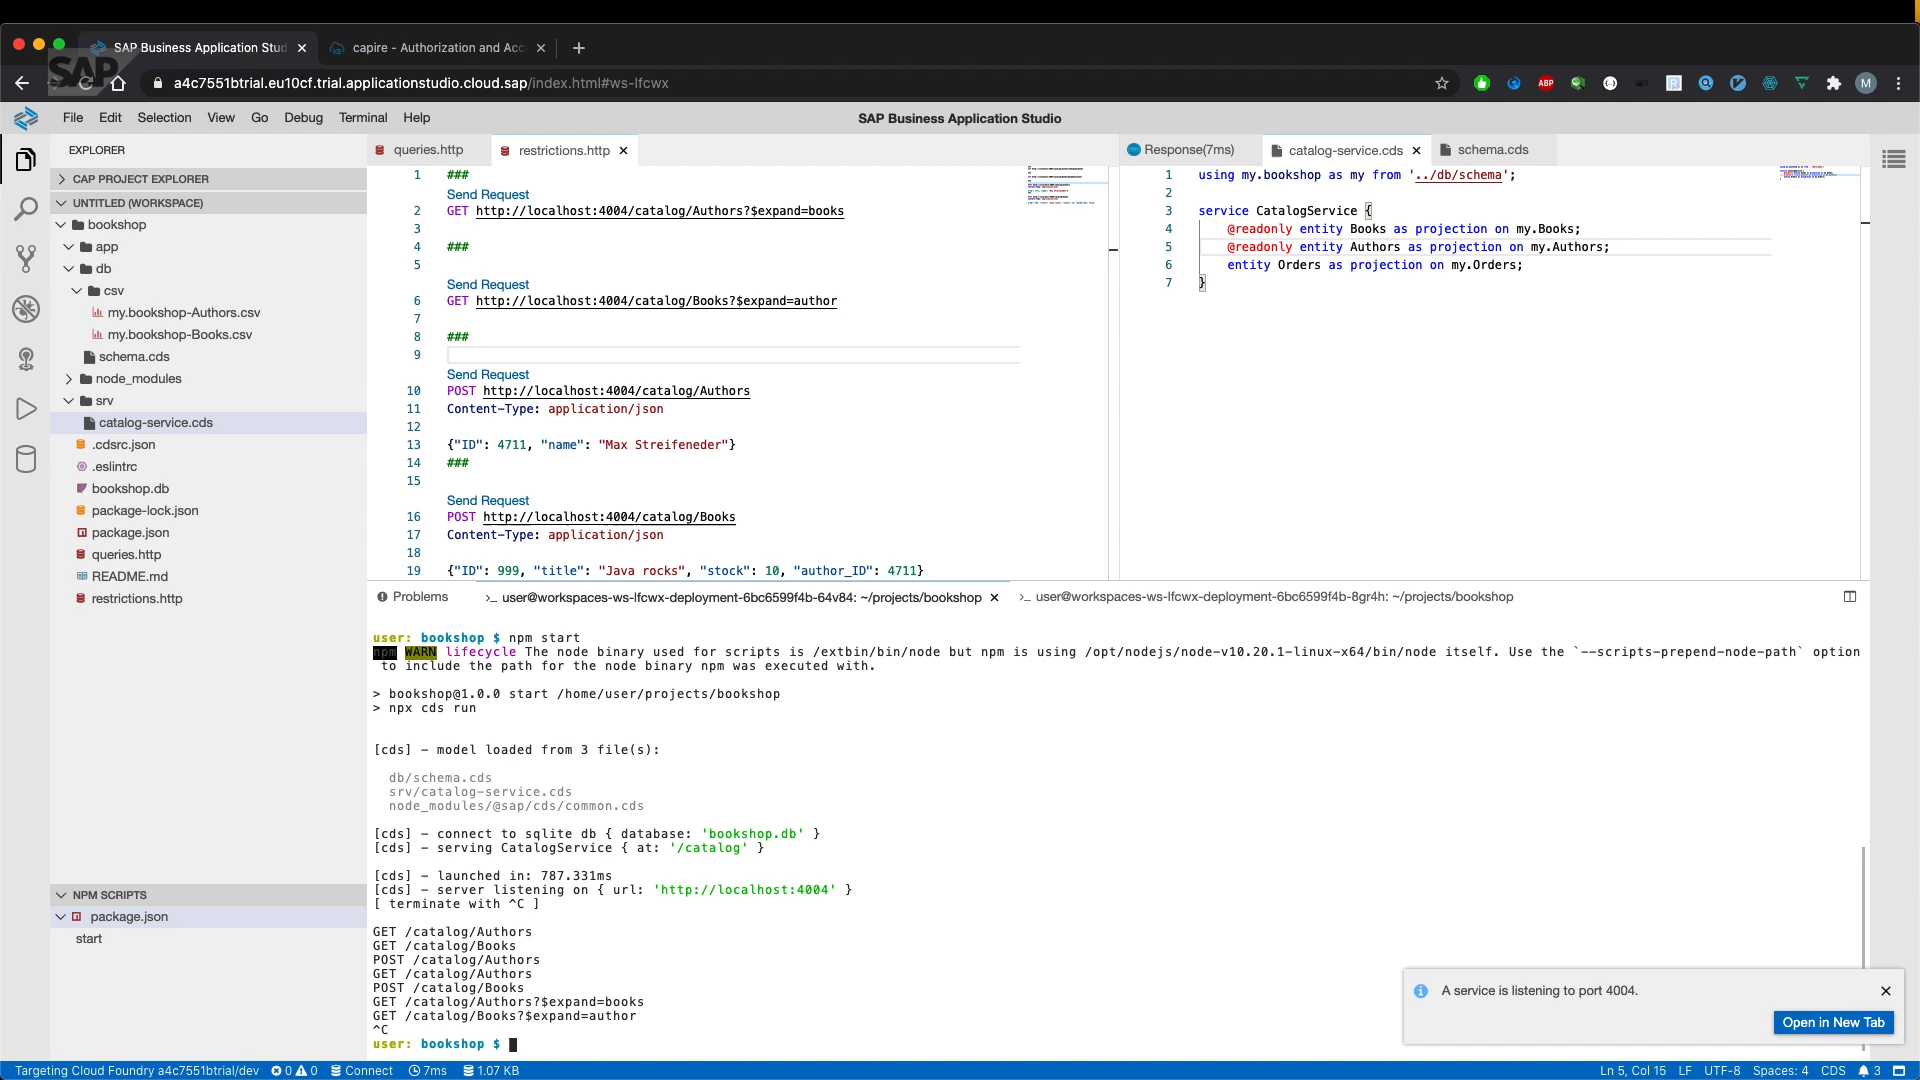 SAP Business Application Stud
capire - Authorization and Acc
SAP
a4c7551btrial.eu10cf.trial.applicationstudio.cloud.sap/index.html#ws-lfcwx
ABP
M
File Edit Selection View Go Debug Terminal Help
SAP Business Application Studio
EXPLORER
CAP PROJECT EXPLORER
UNTITLED (WORKSPACE)
bookshop
app
db
csv
my.bookshop-Authors.csv
my.bookshop-Books.csv
schema.cds
node_modules
srv
catalog-service.cds
.cdsrc.json
.eslintrc
bookshop.db
package-lock.json
package.json
queries.http
README.md
restrictions.http
NPM SCRIPTS
package.json
start
queries.http
restrictions.http
1 ###
Send Request
2 GET http://localhost:4004/catalog/Authors?$expand=books
3
4 ###
5
Send Request
6 GET http://localhost:4004/catalog/Books?$expand=author
7
8 ###
9
Send Request
10 POST http://localhost:4004/catalog/Authors
11 Content-Type: application/json
12
13 {"ID": 4711, "name": "Max Streifeneder"}
14 ###
15
Send Request
16 POST http://localhost:4004/catalog/Books
17 Content-Type: application/json
18
19 {"ID": 999, "title": "Java rocks", "stock": 10, "author_ID": 4711}
Response(7ms)
catalog-service.cds
schema.cds
1 using my.bookshop as my from '../db/schema';
2
3 service CatalogService {
4 @readonly entity Books as projection on my.Books;
5 @readonly entity Authors as projection on my.Authors;
6 entity Orders as projection on my.Orders;
7 }
Problems
>_ user@workspaces-ws-lfcwx-deployment-6bc6599f4b-64v84: ~/projects/bookshop
>_ user@workspaces-ws-lfcwx-deployment-6bc6599f4b-8gr4h: ~/projects/bookshop
user: bookshop $ npm start
npm WARN lifecycle The node binary used for scripts is /extbin/bin/node but npm is using /opt/nodejs/node-v10.20.1-linux-x64/bin/node itself. Use the `--scripts-prepend-node-path` option
to include the path for the node binary npm was executed with.
> bookshop@1.0.0 start /home/user/projects/bookshop
> npx cds run
[cds] - model loaded from 3 file(s):
db/schema.cds
srv/catalog-service.cds
node_modules/@sap/cds/common.cds
[cds] - connect to sqlite db { database: 'bookshop.db' }
[cds] - serving CatalogService { at: '/catalog' }
[cds] - launched in: 787.331ms
[cds] - server listening on { url: 'http://localhost:4004' }
[ terminate with ^C ]
GET /catalog/Authors
GET /catalog/Books
POST /catalog/Authors
GET /catalog/Authors
POST /catalog/Books
GET /catalog/Authors?$expand=books
GET /catalog/Books?$expand=author
^C
user: bookshop $
A service is listening to port 4004.
Open in New Tab
Targeting Cloud Foundry a4c7551btrial/dev 0 0 Connect 7ms 1.07 KB
Ln 5, Col 15 LF UTF-8 Spaces: 4 CDS 3